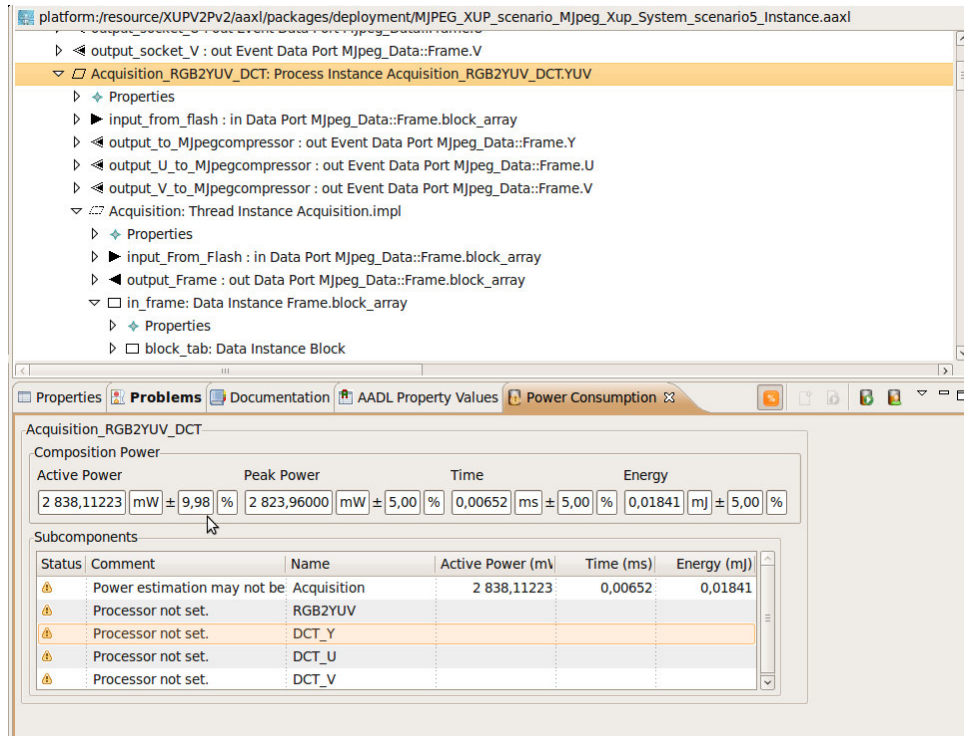 platform:/resource/XUPV2Pv2/aaxl/packages/deployment/MJPEG_XUP_scenario_MJpeg_Xup_System_scenario5_Instance.aaxl
output_socket_V : out Event Data Port MJpeg_Data::Frame.V
Acquisition_RGB2YUV_DCT: Process Instance Acquisition_RGB2YUV_DCT.YUV
Properties
input_from_flash : in Data Port MJpeg_Data::Frame.block_array
output_to_MJpegcompressor : out Event Data Port MJpeg_Data::Frame.Y
output_U_to_MJpegcompressor : out Event Data Port MJpeg_Data::Frame.U
output_V_to_MJpegcompressor : out Event Data Port MJpeg_Data::Frame.V
Acquisition: Thread Instance Acquisition.impl
Properties
input_From_Flash : in Data Port MJpeg_Data::Frame.block_array
output_Frame : out Data Port MJpeg_Data::Frame.block_array
in_frame: Data Instance Frame.block_array
Properties
block_tab: Data Instance Block
Properties Problems Documentation AADL Property Values Power Consumption
Acquisition_RGB2YUV_DCT
Composition Power
Active Power Peak Power Time Energy
2 838,11223 mW ± 9,98 % 2 823,96000 mW ± 5,00 % 0,00652 ms ± 5,00 % 0,01841 mJ ± 5,00 %
Subcomponents
Status Comment Name Active Power (mW Time (ms) Energy (mJ)
Power estimation may not be Acquisition 2 838,11223 0,00652 0,01841
Processor not set. RGB2YUV
Processor not set. DCT_Y
Processor not set. DCT_U
Processor not set. DCT_V